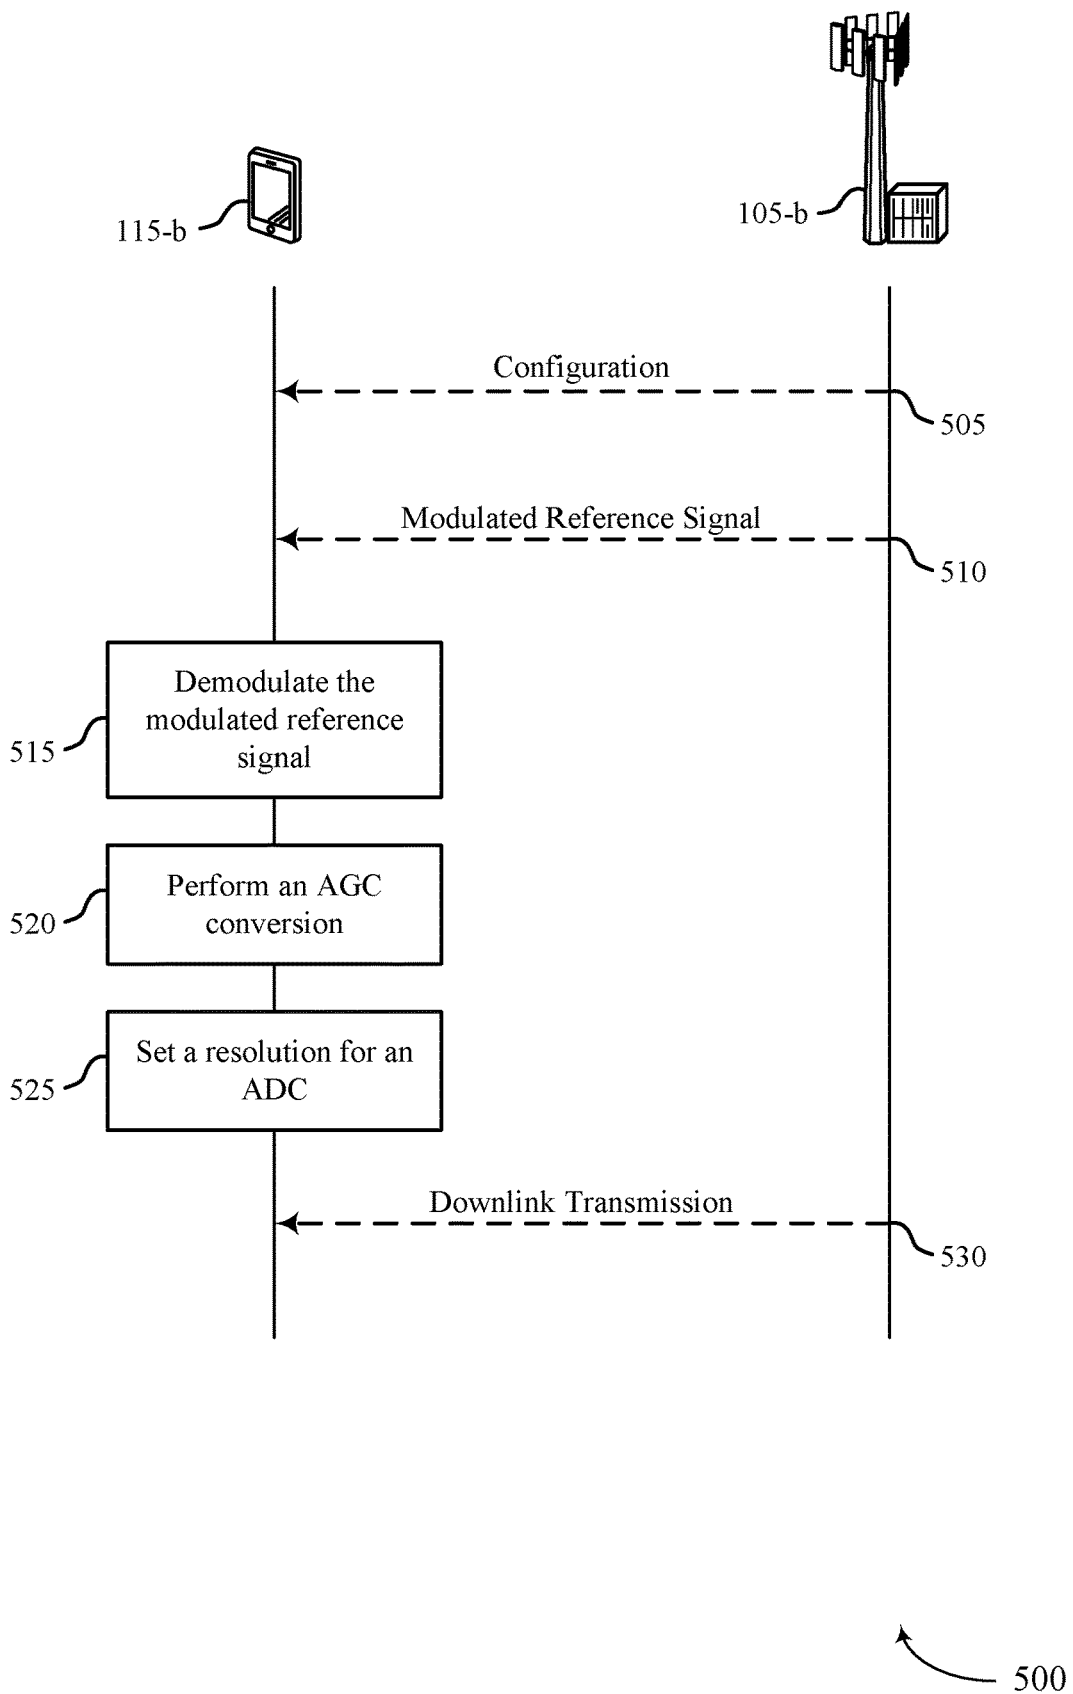 115-b
105-b
Configuration
505
Modulated Reference Signal
510
Demodulate the
modulated reference
signal
515
Perform an AGC
conversion
520
Set a resolution for an
ADC
525
Downlink Transmission
530
500